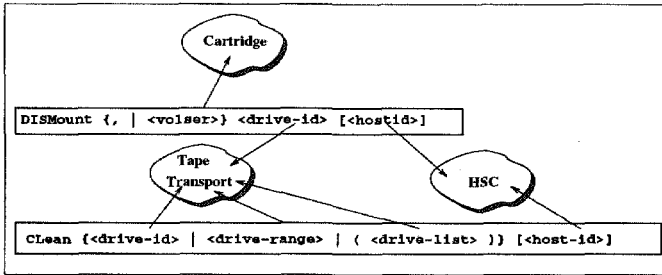 Cartridge
DISMount {, | <volser>} <drive-id> [<hostid>]
Tape
Transport
HSC
CLean {<drive-id> | <drive-range> | ( <drive-list> )} [<host-id>]